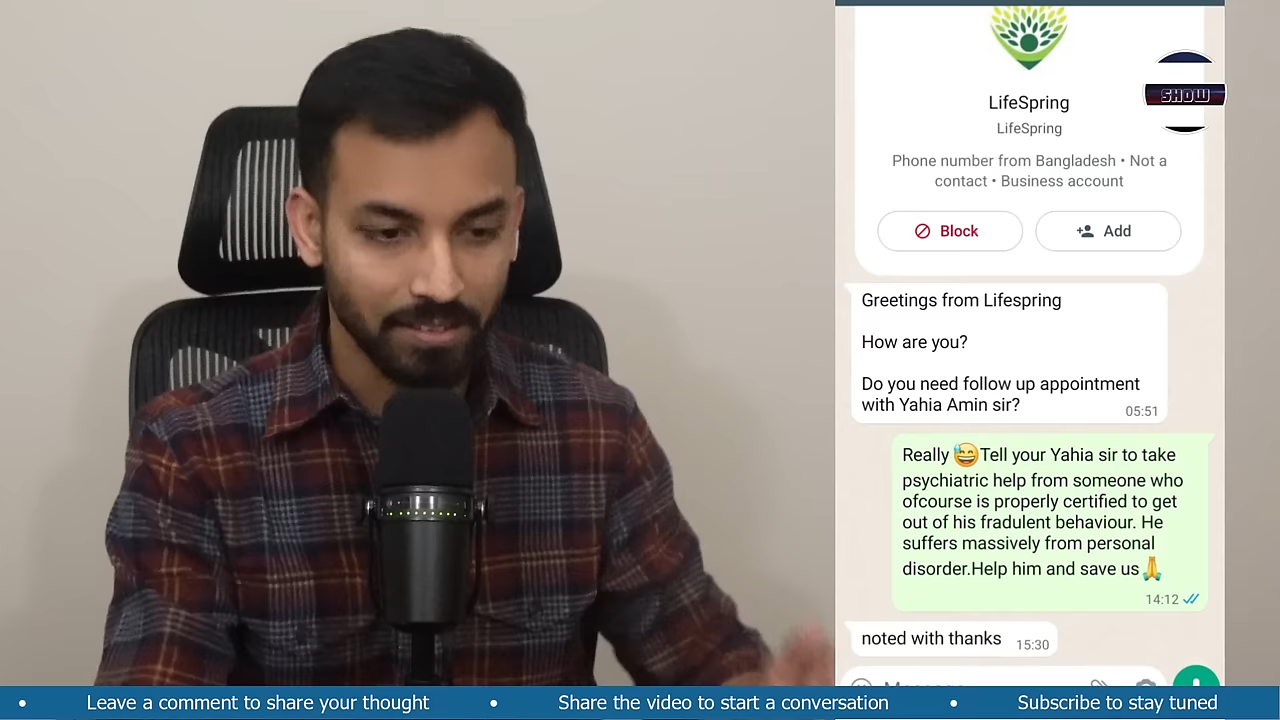 SHOW
LifeSpring
LifeSpring
Phone number from Bangladesh • Not a
contact • Business account
Block
Add
Greetings from Lifespring
How are you?
Do you need follow up appointment
with Yahia Amin sir?
05:51
Really 😅Tell your Yahia sir to take
psychiatric help from someone who
ofcourse is properly certified to get
out of his fradulent behaviour. He
suffers massively from personal
disorder.Help him and save us🙏
14:12
noted with thanks
15:30
• Leave a comment to share your thought • Share the video to start a conversation • Subscribe to stay tuned